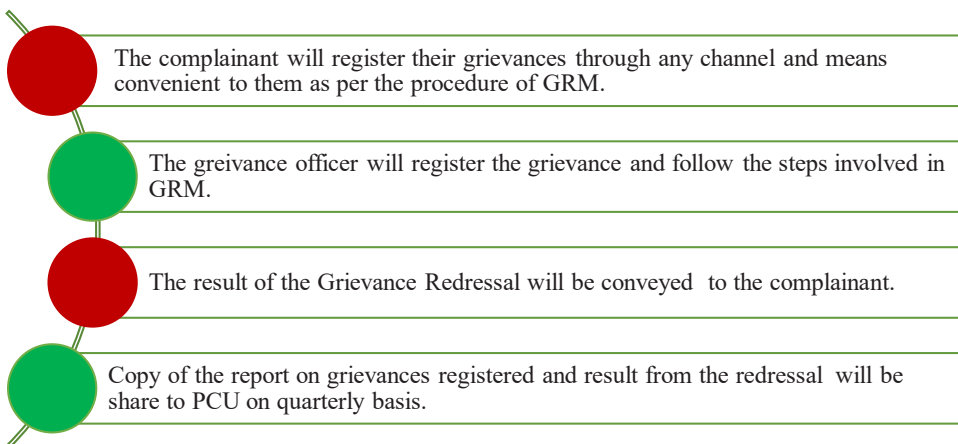 The complainant will register their grievances through any channel and means
convenient to them as per the procedure of GRM.
The greivance officer will register the grievance and follow the steps involved in
GRM.
The result of the Grievance Redressal will be conveyed to the complainant.
Copy of the report on grievances registered and result from the redressal will be
share to PCU on quarterly basis.